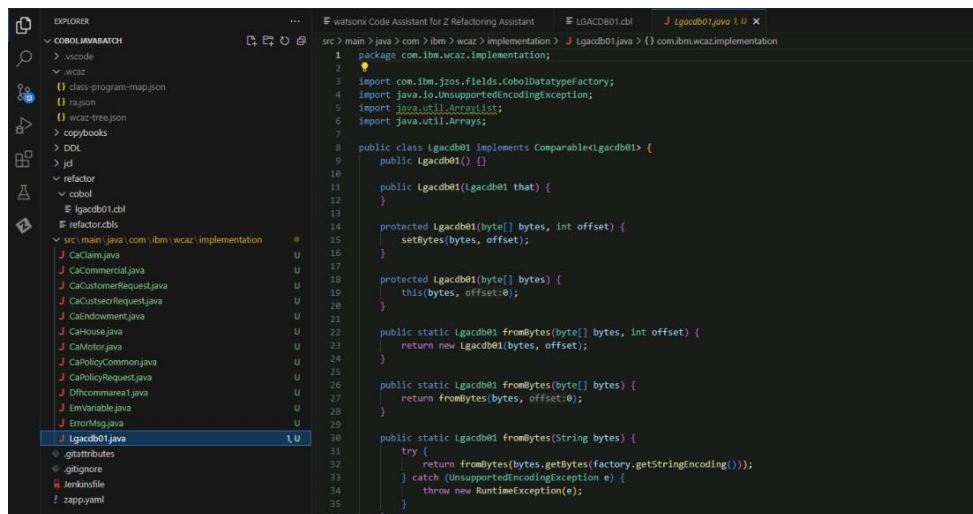 EXPLORER
COBOLJAVABATCH
.vscode
.wcaz
{} class-program-map.json
{} ra.json
{} wcaz-tree.json
copybooks
DDL
jcl
refactor
cobol
lgacdb01.cbl
refactor.cbls
src\main\java\com\ibm\wcaz\implementation
J CaClaim.java U
J CaCommercial.java U
J CaCustomerRequest.java U
J CaCustsecrRequest.java U
J CaEndowment.java U
J CaHouse.java U
J CaMotor.java U
J CaPolicyCommon.java U
J CaPolicyRequest.java U
J Dfhcommarea1.java U
J EmVariable.java U
J ErrorMsg.java U
J Lgacdb01.java 1, U
.gitattributes
.gitignore
Jenkinsfile
! zapp.yaml
watsonx Code Assistant for Z Refactoring Assistant LGACDB01.cbl J Lgacdb01.java 1, U
src > main > java > com > ibm > wcaz > implementation > J Lgacdb01.java > {} com.ibm.wcaz.implementation
1 package com.ibm.wcaz.implementation;
2
3 import com.ibm.jzos.fields.CobolDatatypeFactory;
4 import java.io.UnsupportedEncodingException;
5 import java.util.ArrayList;
6 import java.util.Arrays;
7
8 public class Lgacdb01 implements Comparable<Lgacdb01> {
9 public Lgacdb01() {}
10
11 public Lgacdb01(Lgacdb01 that) {
12 }
13
14 protected Lgacdb01(byte[] bytes, int offset) {
15 setBytes(bytes, offset);
16 }
17
18 protected Lgacdb01(byte[] bytes) {
19 this(bytes, offset:0);
20 }
21
22 public static Lgacdb01 fromBytes(byte[] bytes, int offset) {
23 return new Lgacdb01(bytes, offset);
24 }
25
26 public static Lgacdb01 fromBytes(byte[] bytes) {
27 return fromBytes(bytes, offset:0);
28 }
29
30 public static Lgacdb01 fromBytes(String bytes) {
31 try {
32 return fromBytes(bytes.getBytes(factory.getStringEncoding()));
33 } catch (UnsupportedEncodingException e) {
34 throw new RuntimeException(e);
35 }